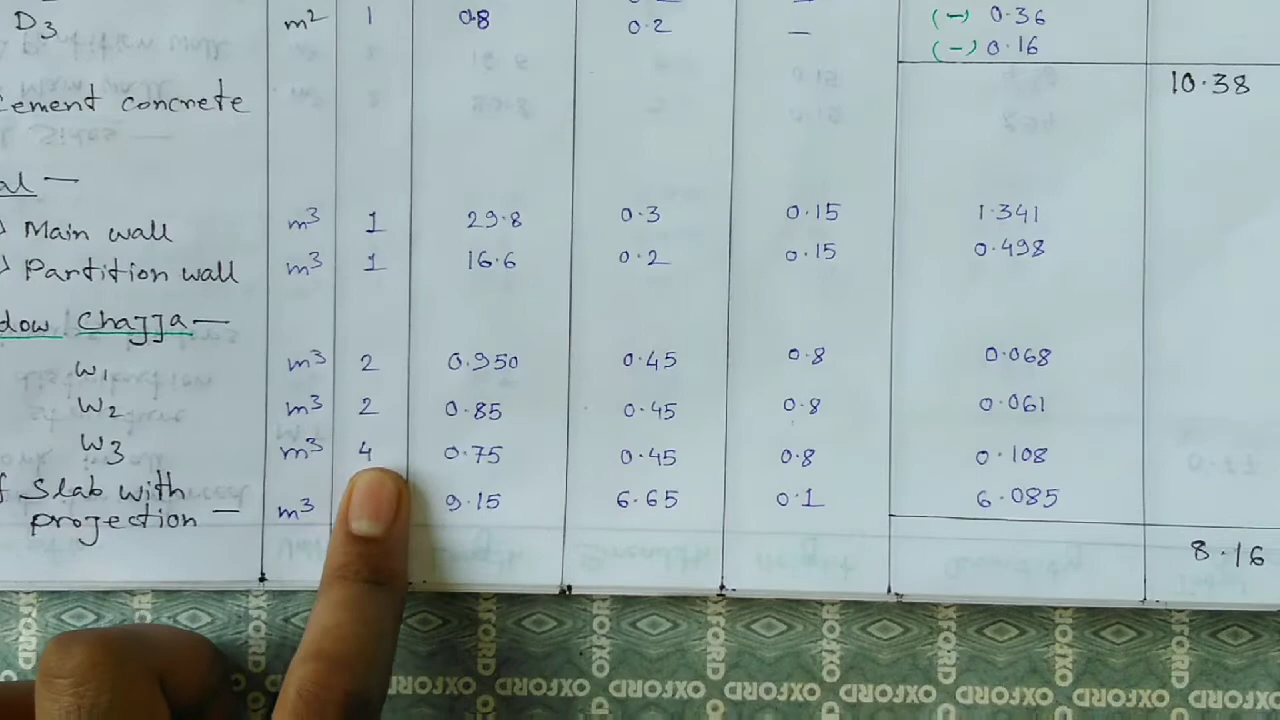 D3 m² 1 0.8 0.2 — (-) 0.36
(-) 0.16
Cement concrete 10.38
al —
Main wall m³ 1 29.8 0.3 0.15 1.341
Partition wall m³ 1 16.6 0.2 0.15 0.498
dow Chajja —
W1 m³ 2 0.950 0.45 0.8 0.068
W2 m³ 2 0.85 0.45 0.8 0.061
W3 m³ 4 0.75 0.45 0.8 0.108
f Slab with
projection — m³ 9.15 6.65 0.1 6.085
8.16
OXFORD OXFORD OXFORD OXFORD OXFORD OXFORD OXFORD OXFORD